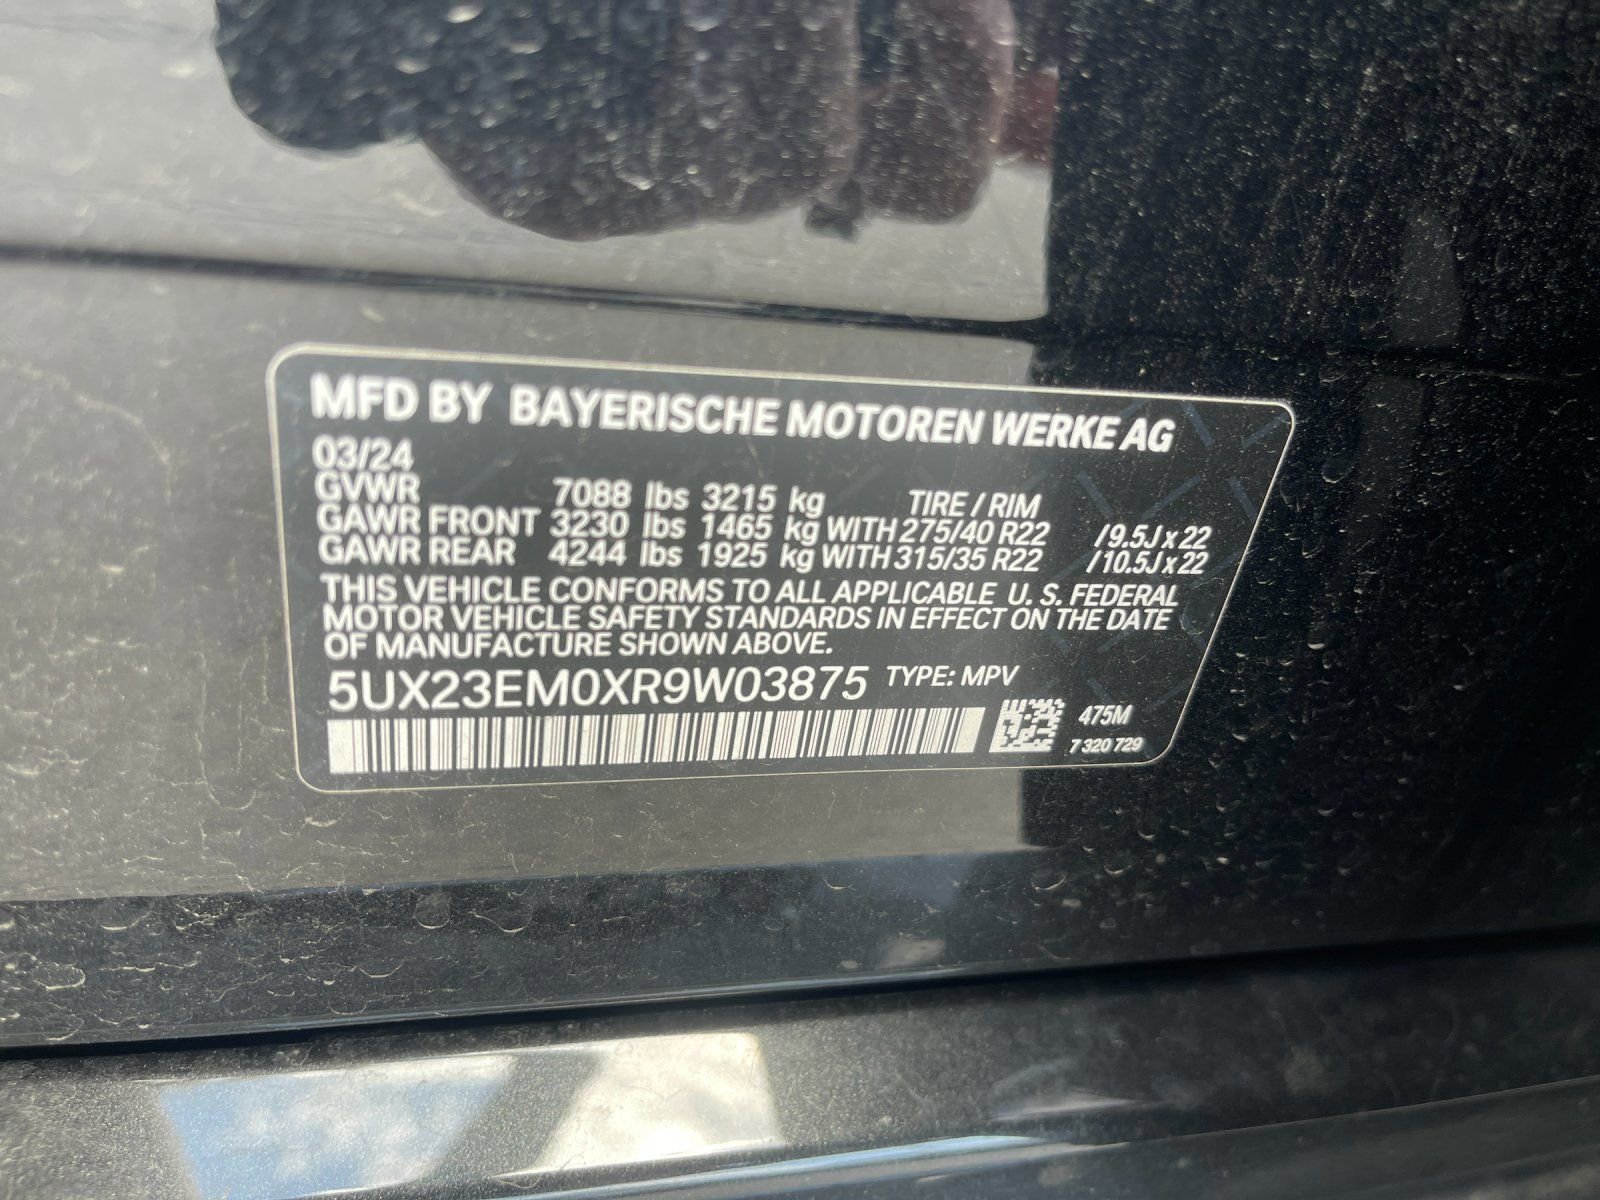 MFD BY BAYERISCHE MOTOREN WERKE AG
03/24
GVWR 7088 lbs 3215 kg TIRE / RIM
GAWR FRONT 3230 lbs 1465 kg WITH 275/40 R22 /9.5J x 22
GAWR REAR 4244 lbs 1925 kg WITH 315/35 R22 /10.5J x 22
THIS VEHICLE CONFORMS TO ALL APPLICABLE U. S. FEDERAL
MOTOR VEHICLE SAFETY STANDARDS IN EFFECT ON THE DATE
OF MANUFACTURE SHOWN ABOVE.
5UX23EM0XR9W03875 TYPE: MPV
475M
7 320 729